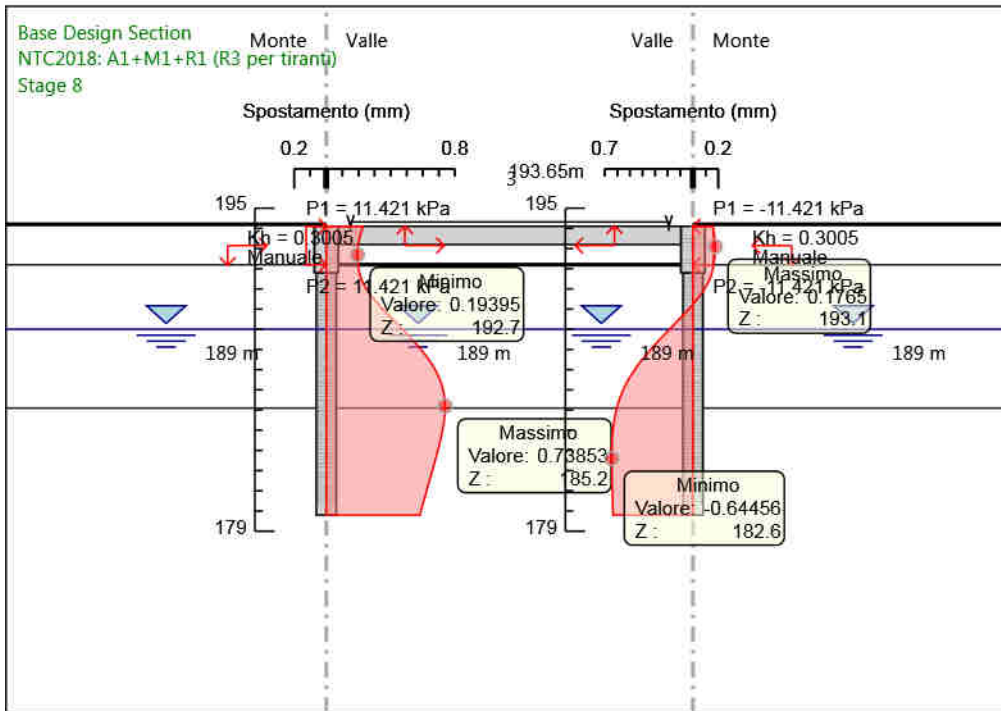 Base Design Section
NTC2018: A1+M1+R1 (R3 per tiranti)
Stage 8
Monte
Valle
Valle
Monte
Spostamento (mm)
Spostamento (mm)
0.2
0.8
0.7
0.2
193.65m
195
195
P1 = 11.421 kPa
P1 = -11.421 kPa
Kh = 0.3005
Kh = 0.3005
Manuale
Manuale
P2 = 11.421 kPa
P2 = -11.421 kPa
Minimo
Valore: 0.19395
Z : 192.7
Massimo
Valore: 0.1765
Z : 193.1
189 m
189 m
189 m
189 m
Massimo
Valore: 0.73853
Z : 185.2
Minimo
Valore: -0.64456
Z : 182.6
179
179